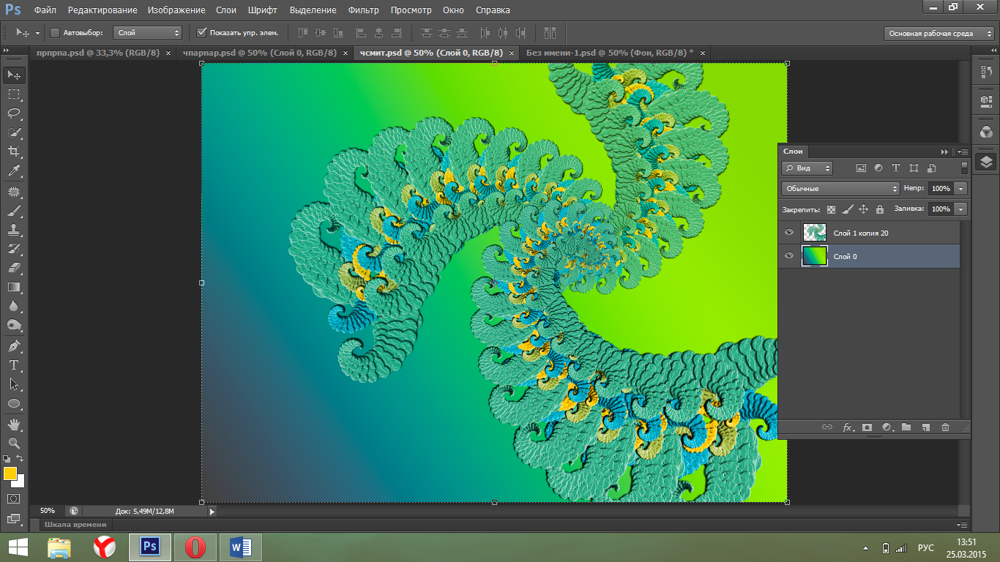 Ps Файл Редактирование Изображение Слои Шрифт Выделение Фильтр Просмотр Окно Справка
Автовыбор: Слой Показать упр. элем. Основная рабочая среда
прпрпа.psd @ 33,3% (RGB/8) × чпарпар.psd @ 50% (Слой 0, RGB/8) × чсмит.psd @ 50% (Слой 0, RGB/8) × Без имени-1.psd @ 50% (Фон, RGB/8) * ×
Слои
Вид
Обычные Непр: 100%
Закрепить: Заливка: 100%
Слой 1 копия 20
Слой 0
fx
50% Док: 5,49M/12,8M
Шкала времени
Ps
РУС
13:51
25.03.2015